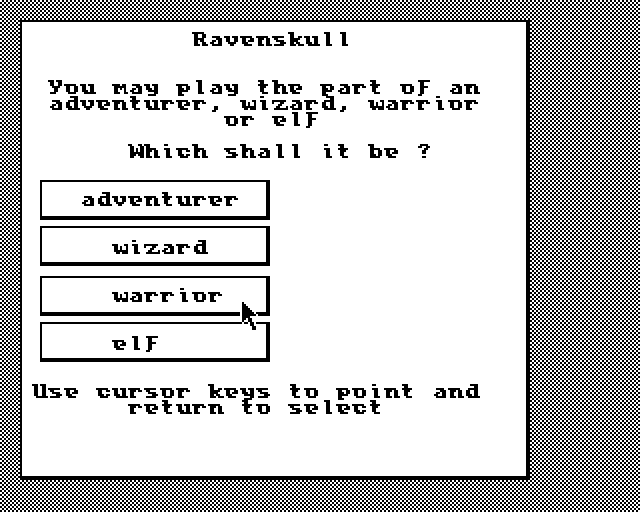 Ravenskull
You may play the part of an
adventurer, wizard, warrior
or elf
Which shall it be ?
adventurer
wizard
warrior
elf
Use cursor keys to point and
return to select